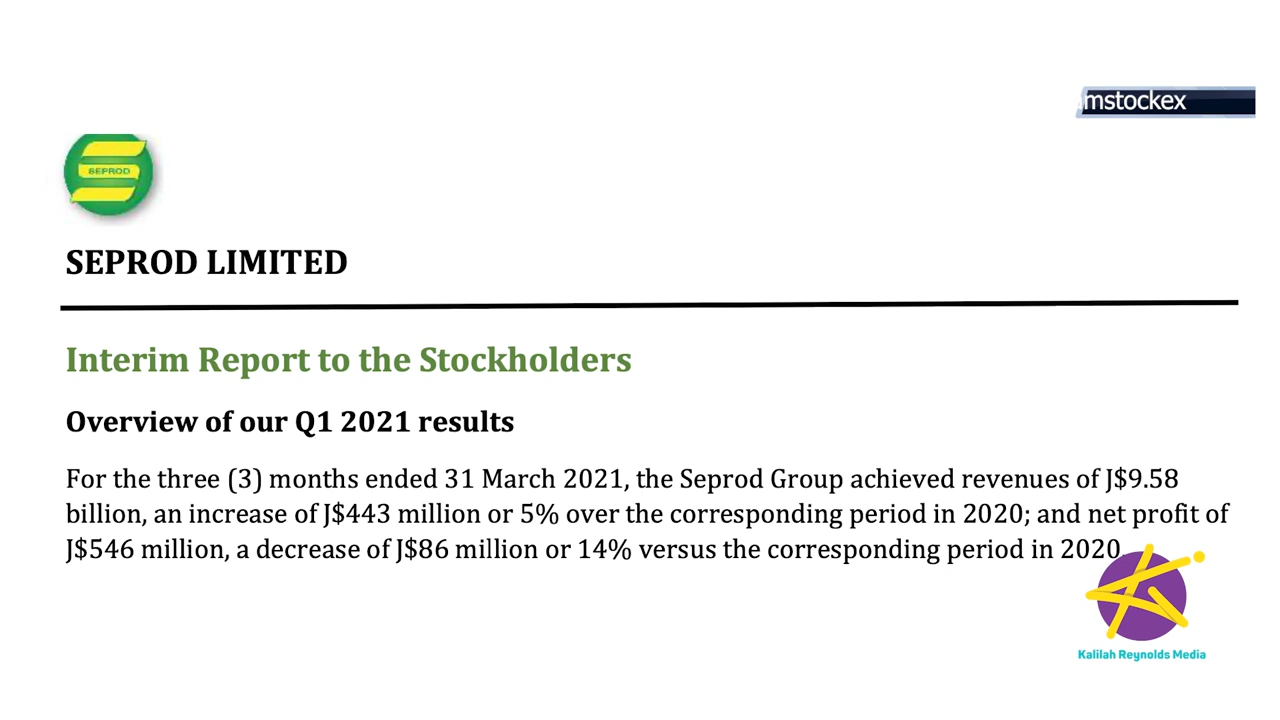 mstockex
SEPROD
SEPROD LIMITED
Interim Report to the Stockholders
Overview of our Q1 2021 results
For the three (3) months ended 31 March 2021, the Seprod Group achieved revenues of J$9.58
billion, an increase of J$443 million or 5% over the corresponding period in 2020; and net profit of
J$546 million, a decrease of J$86 million or 14% versus the corresponding period in 2020.
Kalilah Reynolds Media